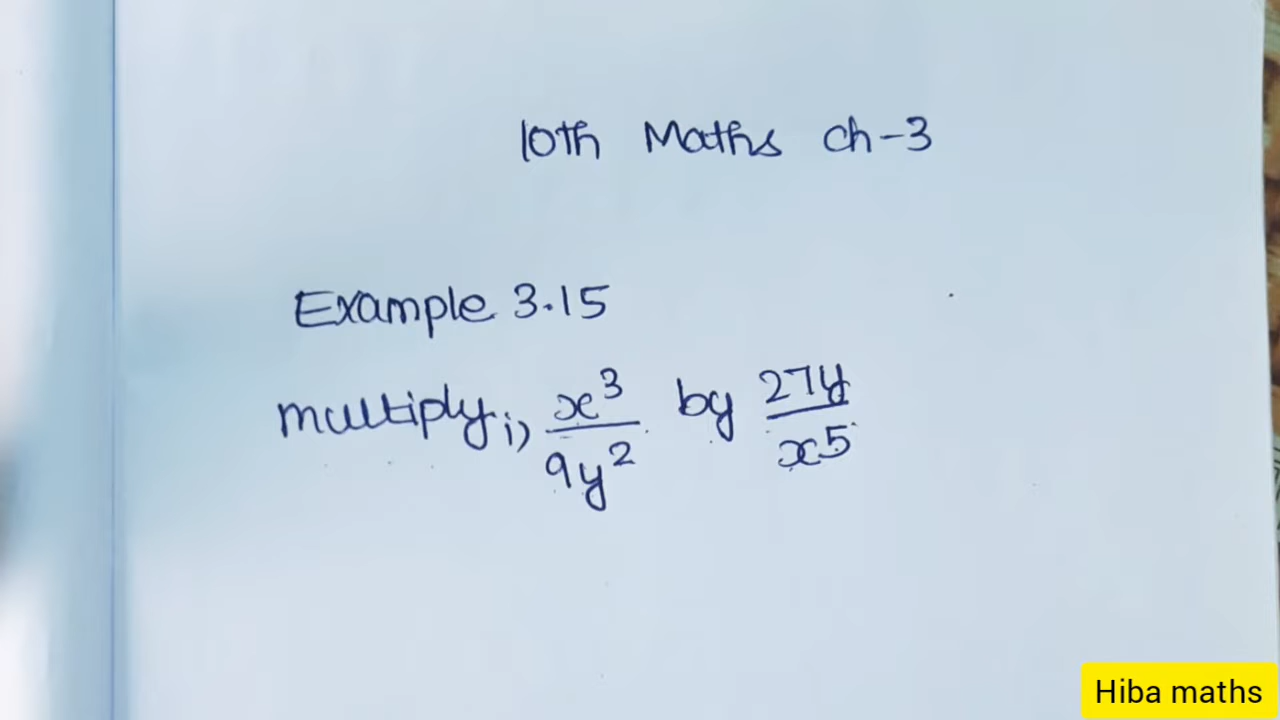 10th Maths Ch-3
Example 3.15
multiply, i) x³/9y² by 27y/x5
Hiba maths